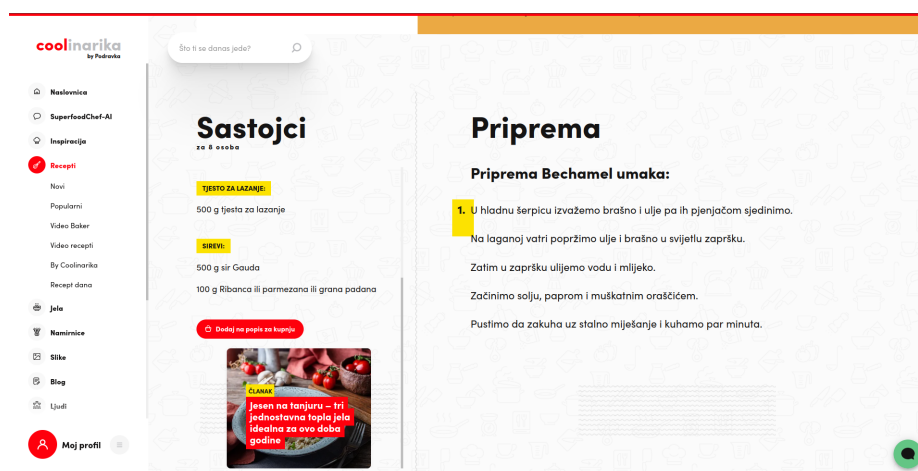 coolinarika
by Podravka
Naslovnica
SuperfoodChef-AI
Inspiracija
Recepti
Novi
Popularni
Video Baker
Video recepti
By Coolinarika
Recept dana
Jela
Namirnice
Slike
Blog
Ljudi
Moj profil
Što ti se danas jede?
Sastojci
za 8 osoba
TJESTO ZA LAZANJE:
500 g tjesta za lazanje
SIREVI:
500 g sir Gouda
100 g Ribanca ili parmezana ili grana padana
Dodaj na popis za kupnju
ČLANAK
Jesen na tanjuru – tri
jednostavna topla jela
idealna za ovo doba
godine
Priprema
Priprema Bechamel umaka:
1. U hladnu šerpicu izvažemo brašno i ulje pa ih pjenjačom sjedinimo.
Na laganoj vatri popržimo ulje i brašno u svijetlu zapršku.
Zatim u zapršku ulijemo vodu i mlijeko.
Začinimo solju, paprom i muškatnim oraščićem.
Pustimo da zakuha uz stalno miješanje i kuhamo par minuta.